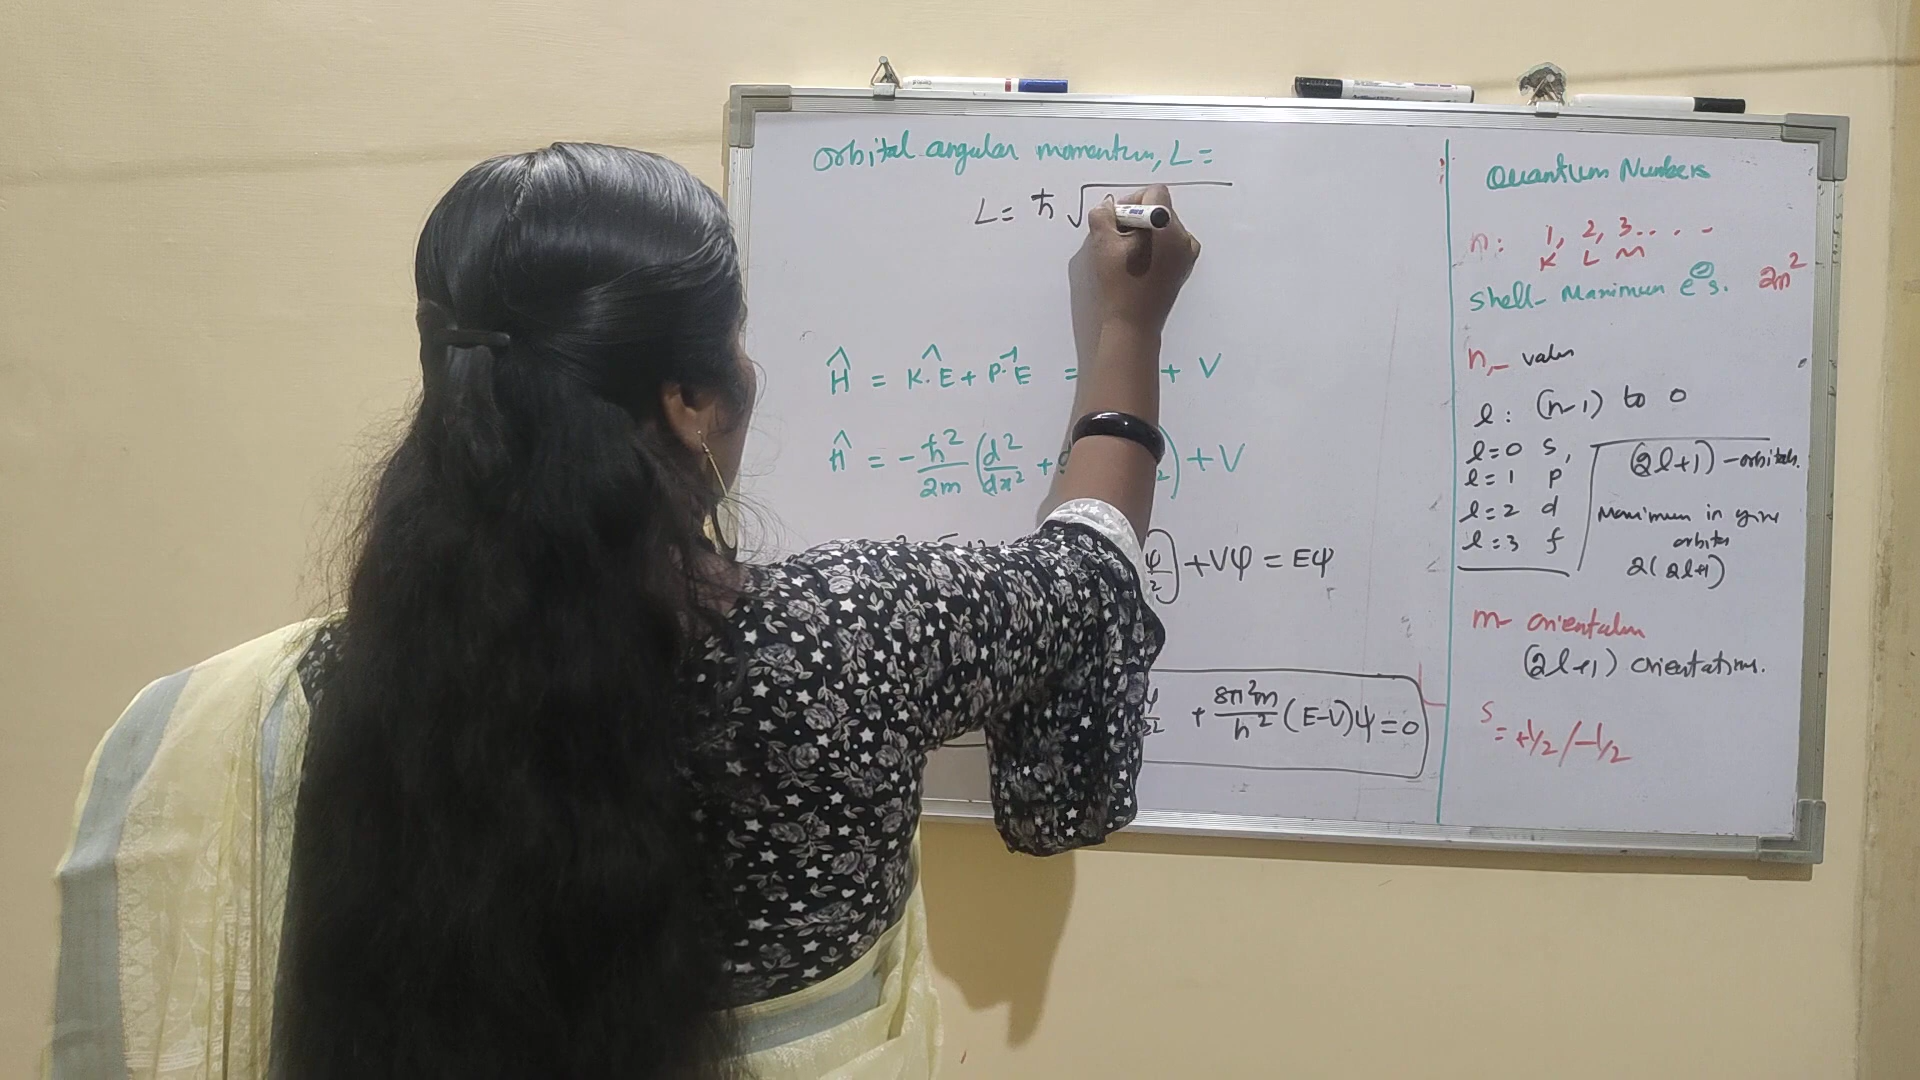 Orbital angular momentum, L =
L = ħ √
Ĥ = K.E + P.E = + V
Ĥ = -ħ²/2m (d²/dx² + d ²) + V
+ Vψ = Eψ
+ 8π²m/h² (E-V)ψ = 0
Quantum Numbers
n: 1, 2, 3 . . . -
K L M
Shell - Maximum e⊖s. 2n²
n, - value
l : (n-1) to 0
l=0 s,
l=1 p
l=2 d
l=3 f
(2l+1) - orbitals.
Maximum in
orbital
2(2l+1)
m- orientation
(2l+1) orientations.
s = +1/2 / -1/2